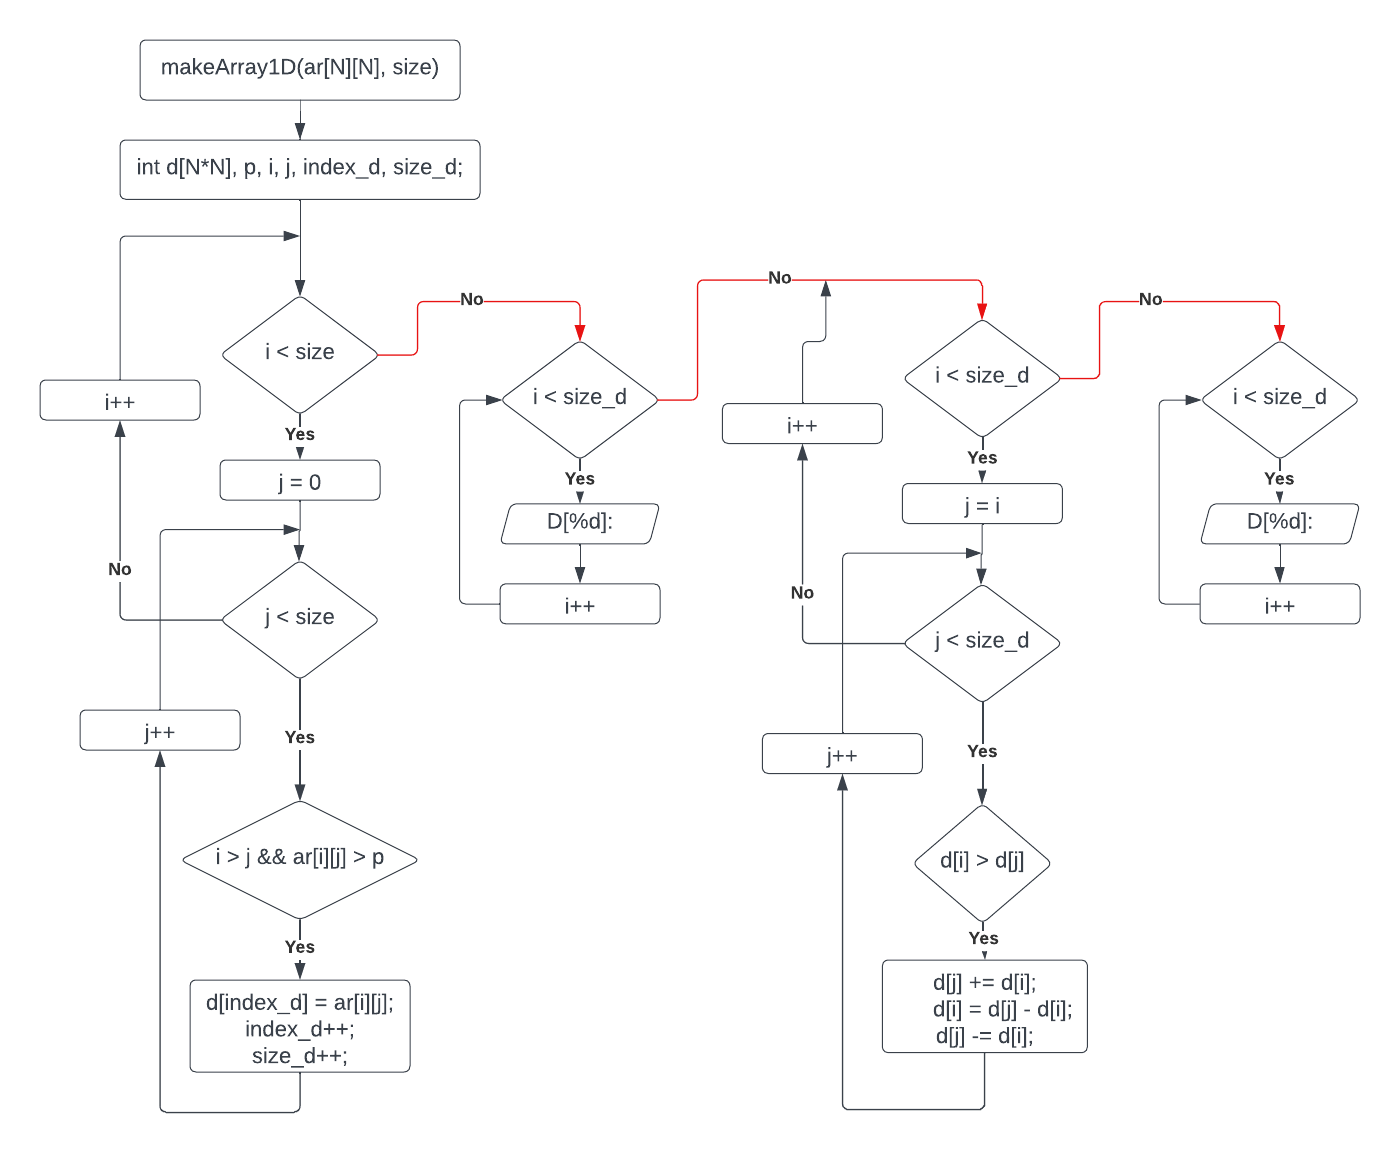 makeArray1D(ar[N][N], size)
int d[N*N], p, i, j, index_d, size_d;
i < size
No
Yes
i++
j = 0
No
j < size
Yes
j++
i > j && ar[i][j] > p
Yes
d[index_d] = ar[i][j];
index_d++;
size_d++;
i < size_d
No
Yes
D[%d]:
i++
i < size_d
No
Yes
i++
j = i
No
j < size_d
Yes
j++
d[i] > d[j]
Yes
d[j] += d[i];
d[i] = d[j] - d[i];
d[j] -= d[i];
i < size_d
Yes
D[%d]:
i++